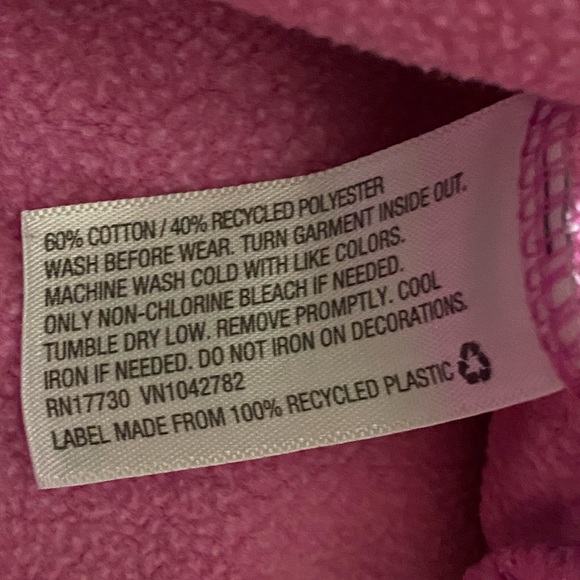 60% COTTON / 40% RECYCLED POLYESTER
WASH BEFORE WEAR. TURN GARMENT INSIDE OUT.
MACHINE WASH COLD WITH LIKE COLORS.
ONLY NON-CHLORINE BLEACH IF NEEDED.
TUMBLE DRY LOW. REMOVE PROMPTLY. COOL
IRON IF NEEDED. DO NOT IRON ON DECORATIONS.
RN17730 VN1042782
LABEL MADE FROM 100% RECYCLED PLASTIC